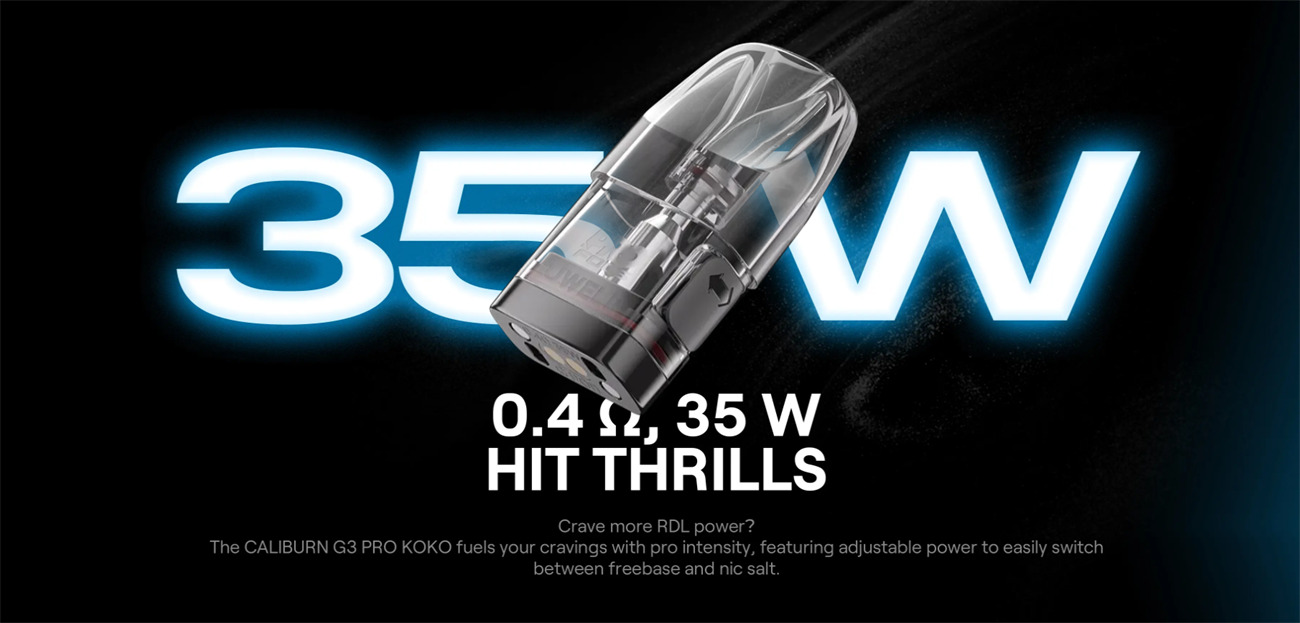 35 W
0.4 Ω, 35 W
HIT THRILLS
Crave more RDL power?
The CALIBURN G3 PRO KOKO fuels your cravings with pro intensity, featuring adjustable power to easily switch
between freebase and nic salt.